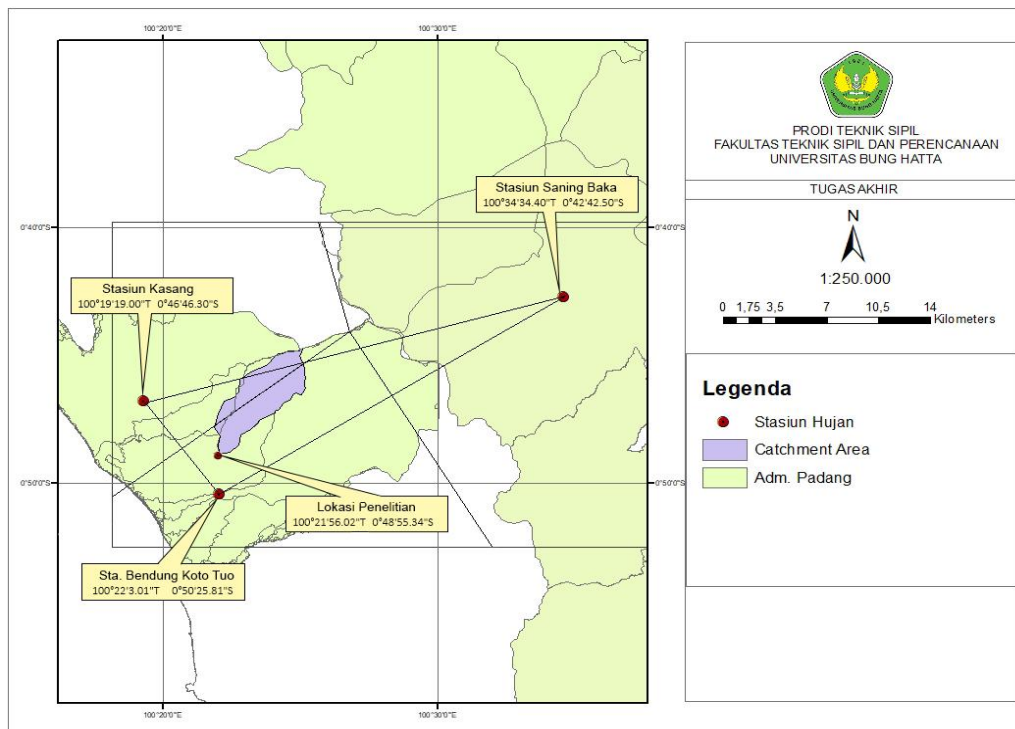 100°20'0"E
100°30'0"E
0°40'0"S
0°40'0"S
Stasiun Saning Baka
100°34'34.40"T 0°42'42.50"S
Stasiun Kasang
100°19'19.00"T 0°46'46.30"S
0°50'0"S
0°50'0"S
Lokasi Penelitian
100°21'56.02"T 0°48'55.34"S
Sta. Bendung Koto Tuo
100°22'3.01"T 0°50'25.81"S
100°20'0"E
100°30'0"E
UNIVERSITAS BUNG HATTA
PRODI TEKNIK SIPIL
FAKULTAS TEKNIK SIPIL DAN PERENCANAAN
UNIVERSITAS BUNG HATTA
TUGAS AKHIR
N
1:250.000
0 1,75 3,5 7 10,5 14
Kilometers
Legenda
Stasiun Hujan
Catchment Area
Adm. Padang